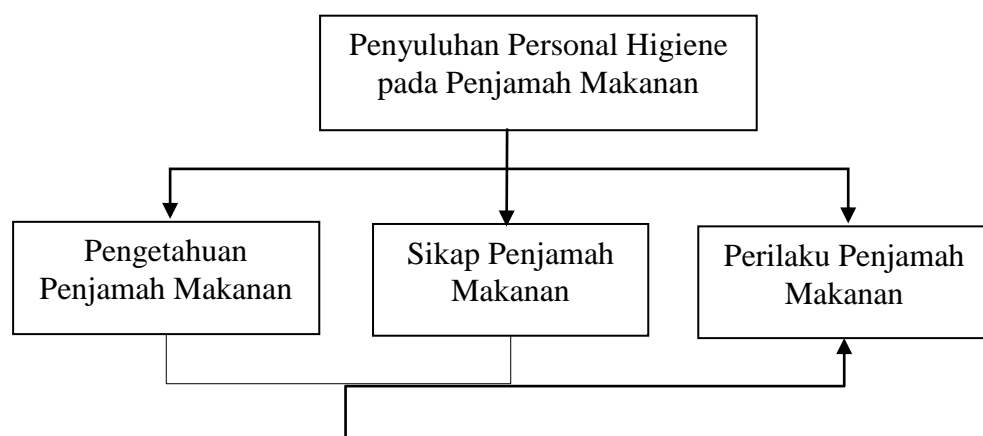 Penyuluhan Personal Higiene
pada Penjamah Makanan
Pengetahuan
Penjamah Makanan
Sikap Penjamah
Makanan
Perilaku Penjamah
Makanan